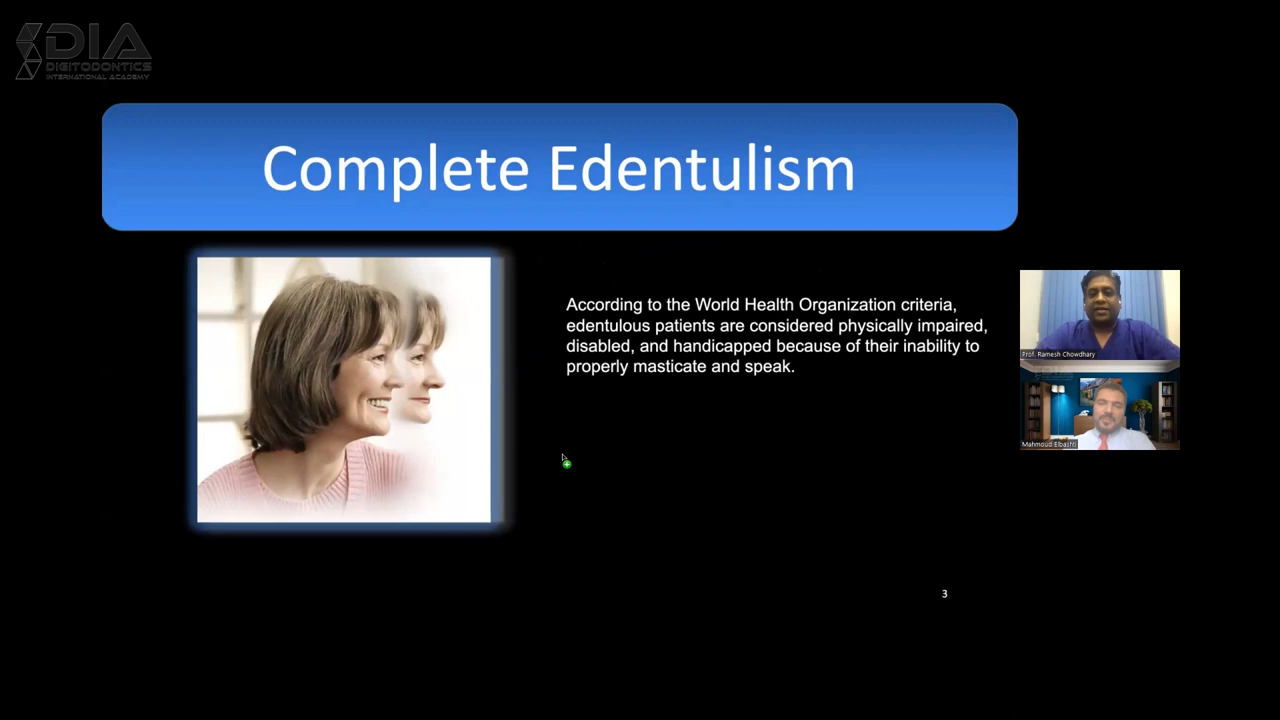 DIA
DIGITODONTICS
INTERNATIONAL ACADEMY
Complete Edentulism
According to the World Health Organization criteria,
edentulous patients are considered physically impaired,
disabled, and handicapped because of their inability to
properly masticate and speak.
Prof. Ramesh Chowdhary
Mahmoud Elbashti
3